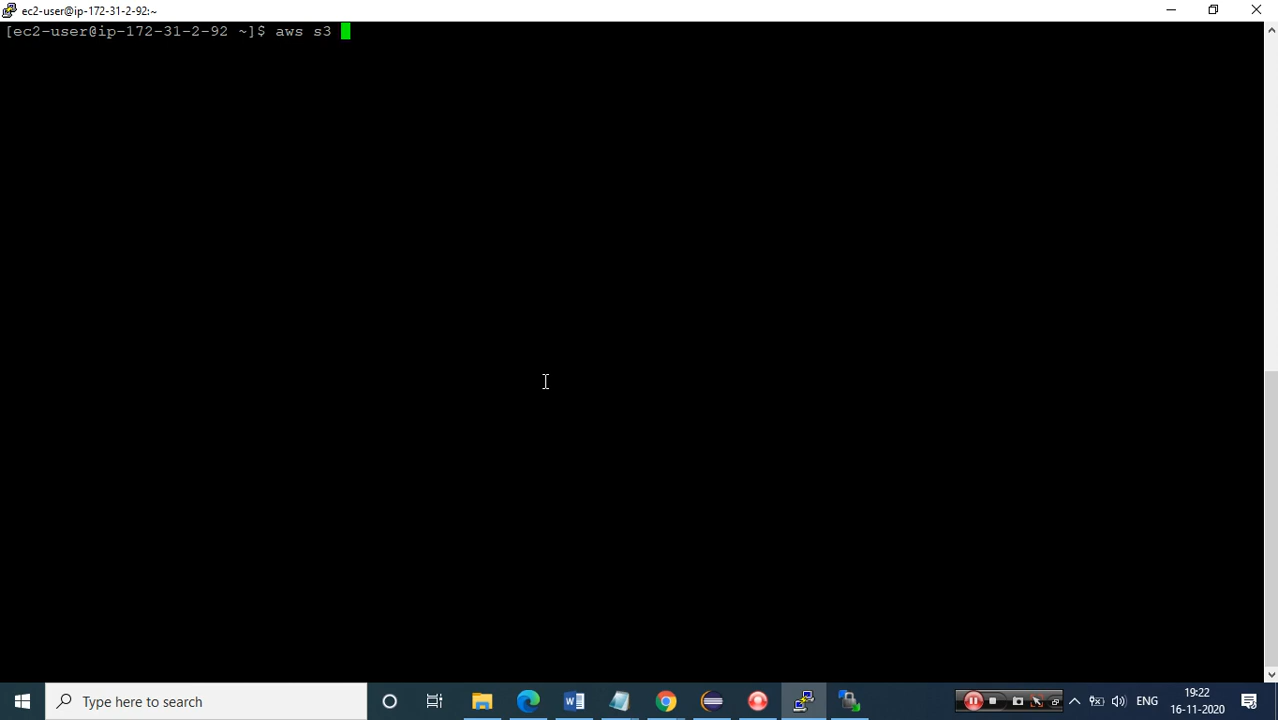 ec2-user@ip-172-31-2-92:~
[ec2-user@ip-172-31-2-92 ~]$ aws s3
Type here to search
ENG
19:22
16-11-2020